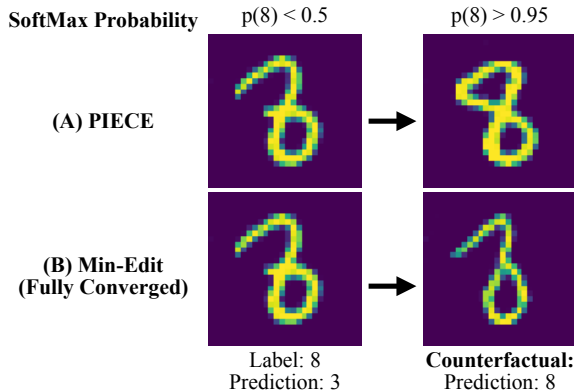 SoftMax Probability p(8) < 0.5 p(8) > 0.95
(A) PIECE
(B) Min-Edit
(Fully Converged)
Label: 8 Counterfactual:
Prediction: 3 Prediction: 8